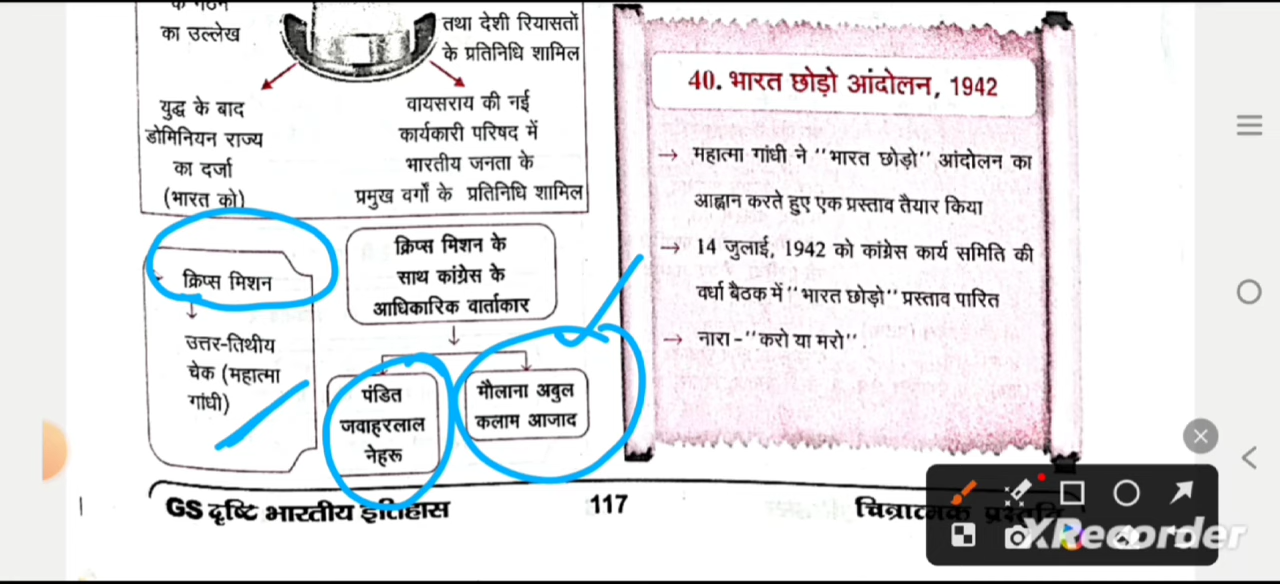 के गठन
का उल्लेख
तथा देशी रियासतों
के प्रतिनिधि शामिल
युद्ध के बाद
डोमिनियन राज्य
का दर्जा
(भारत को)
वायसराय की नई
कार्यकारी परिषद में
भारतीय जनता के
प्रमुख वर्गों के प्रतिनिधि शामिल
क्रिप्स मिशन
उत्तर-तिथीय
चेक (महात्मा
गांधी)
क्रिप्स मिशन के
साथ कांग्रेस के
आधिकारिक वार्ताकार
पंडित
जवाहरलाल
नेहरू
मौलाना अबुल
कलाम आजाद
40. भारत छोड़ो आंदोलन, 1942
→ महात्मा गांधी ने "भारत छोड़ो" आंदोलन का
आह्वान करते हुए एक प्रस्ताव तैयार किया
→ 14 जुलाई, 1942 को कांग्रेस कार्य समिति की
वर्धा बैठक में "भारत छोड़ो" प्रस्ताव पारित
→ नारा-"करो या मरो"
GS दृष्टि भारतीय इतिहास
117
चित्रात्मक प्रस्तुति
XRecorder